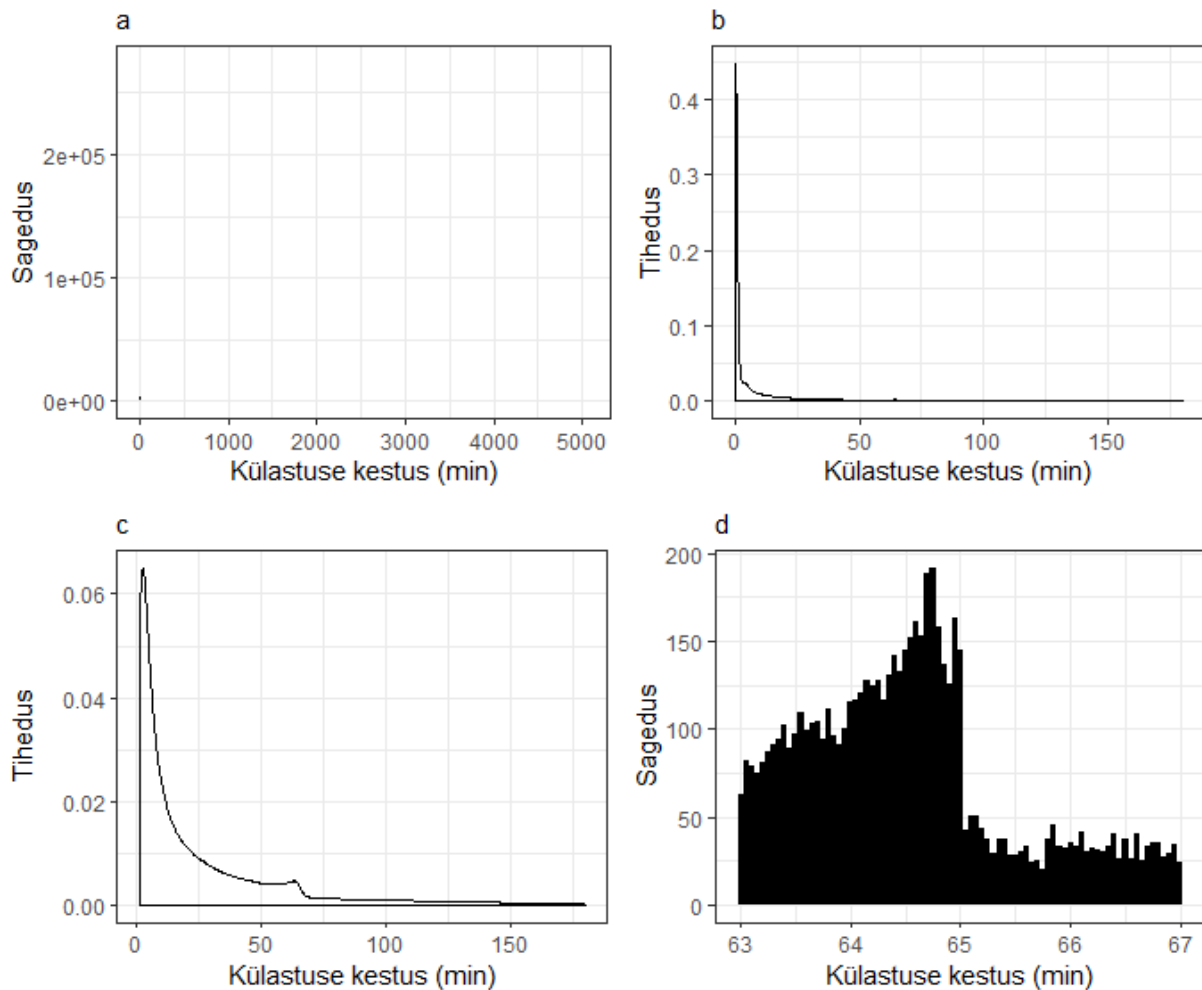 a
Sagedus
2e+05
1e+05
0e+00
0 1000 2000 3000 4000 5000
Külastuse kestus (min)
b
Tihedus
0.4
0.3
0.2
0.1
0.0
0 50 100 150
Külastuse kestus (min)
c
Tihedus
0.06
0.04
0.02
0.00
0 50 100 150
Külastuse kestus (min)
d
Sagedus
200
150
100
50
0
63 64 65 66 67
Külastuse kestus (min)